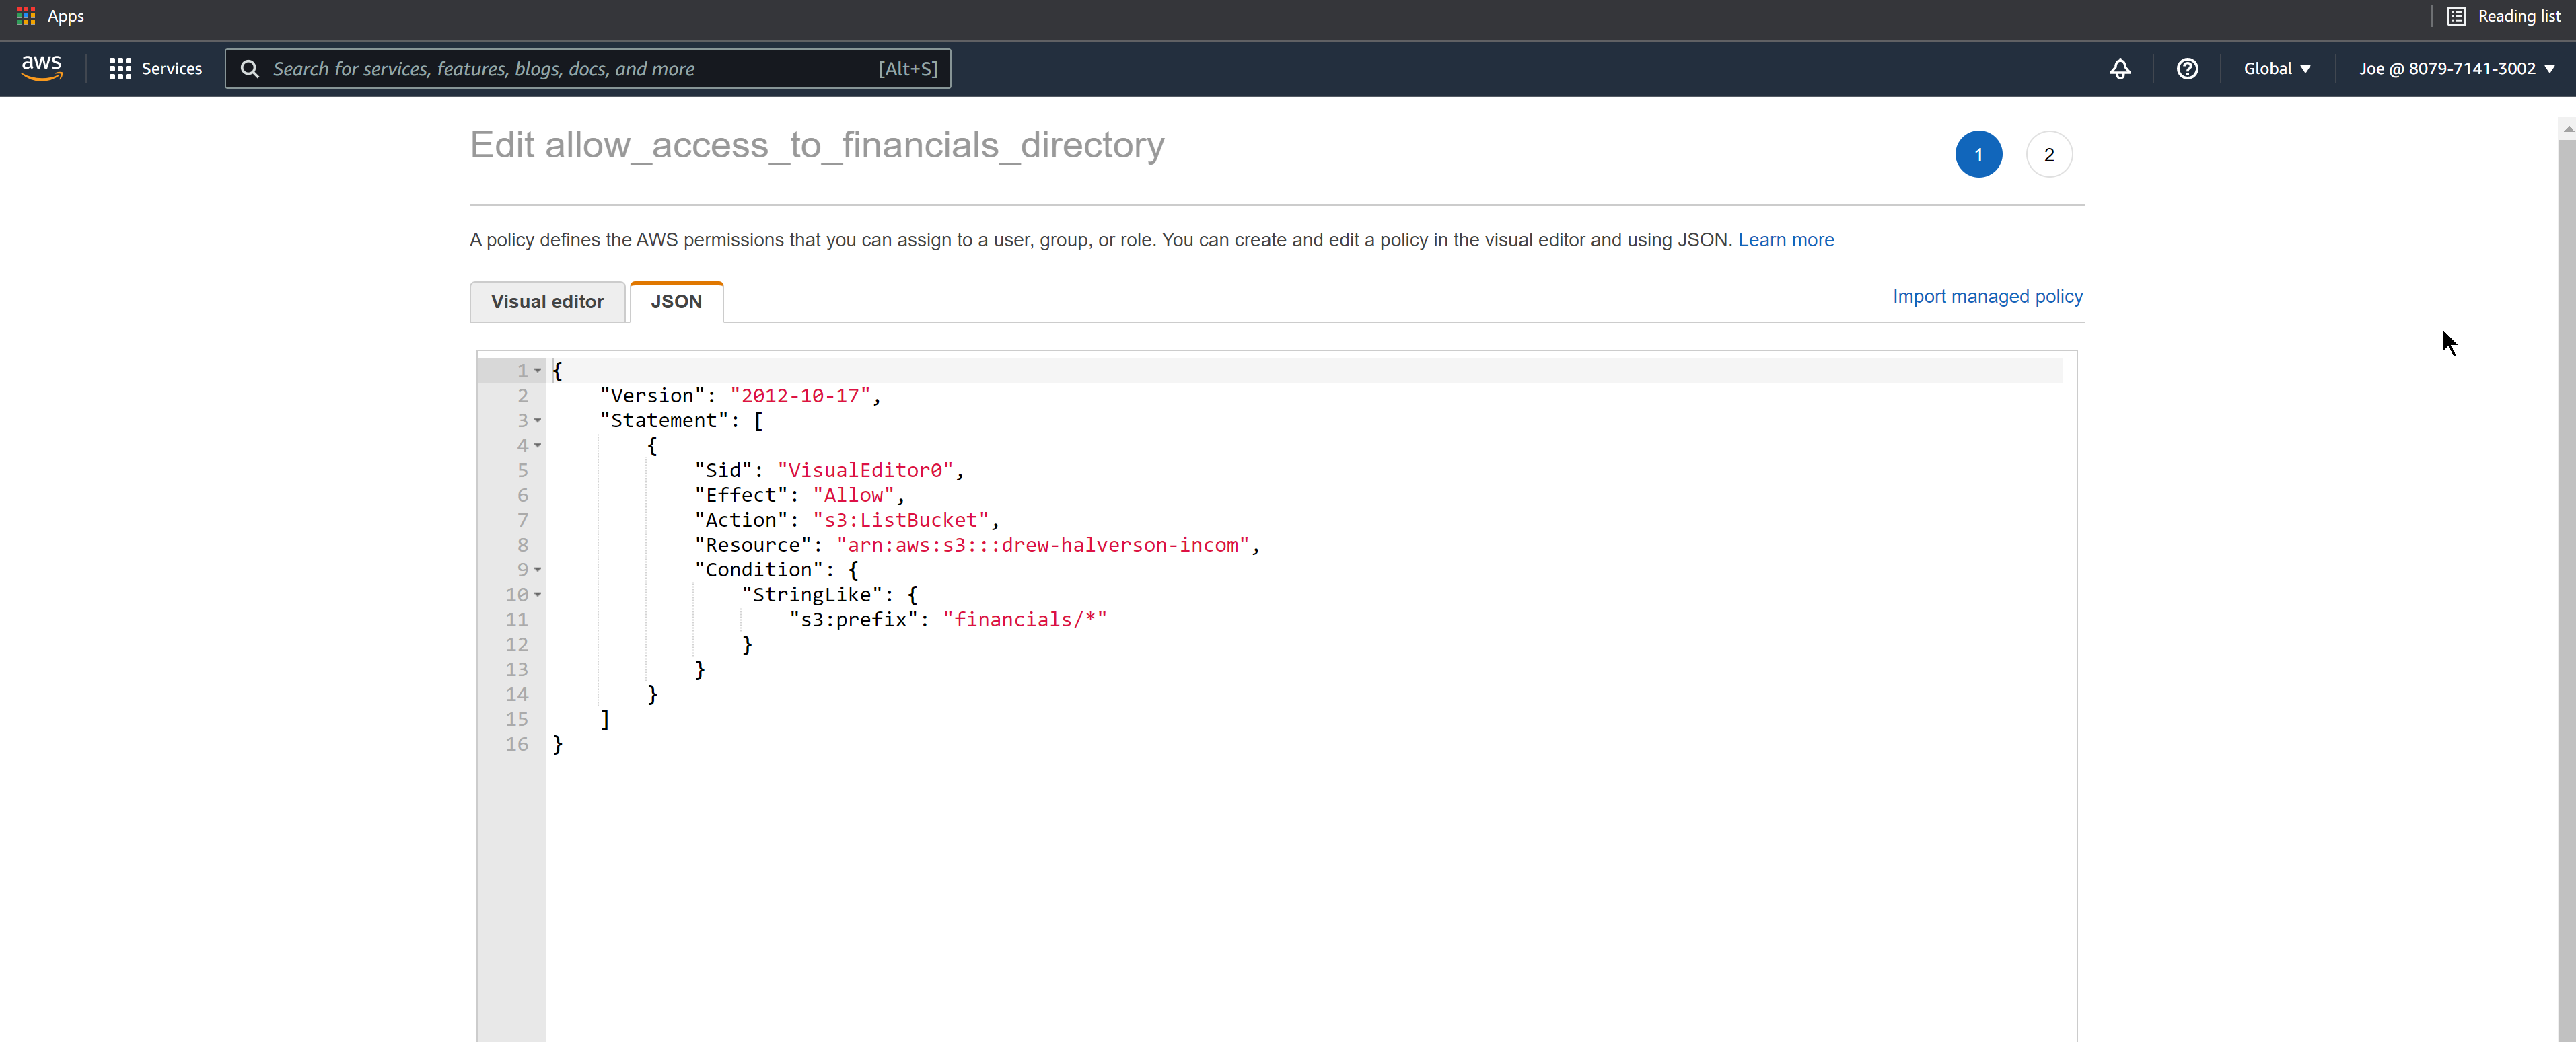 Apps
Reading list
aws
Services
Search for services, features, blogs, docs, and more
[Alt+S]
Global ▼
Joe @ 8079-7141-3002 ▼
Edit allow_access_to_financials_directory
1
2
A policy defines the AWS permissions that you can assign to a user, group, or role. You can create and edit a policy in the visual editor and using JSON. Learn more
Visual editor
JSON
Import managed policy
1 {
2     "Version": "2012-10-17",
3     "Statement": [
4         {
5             "Sid": "VisualEditor0",
6             "Effect": "Allow",
7             "Action": "s3:ListBucket",
8             "Resource": "arn:aws:s3:::drew-halverson-incom",
9             "Condition": {
10                 "StringLike": {
11                     "s3:prefix": "financials/*"
12                 }
13             }
14         }
15     ]
16 }